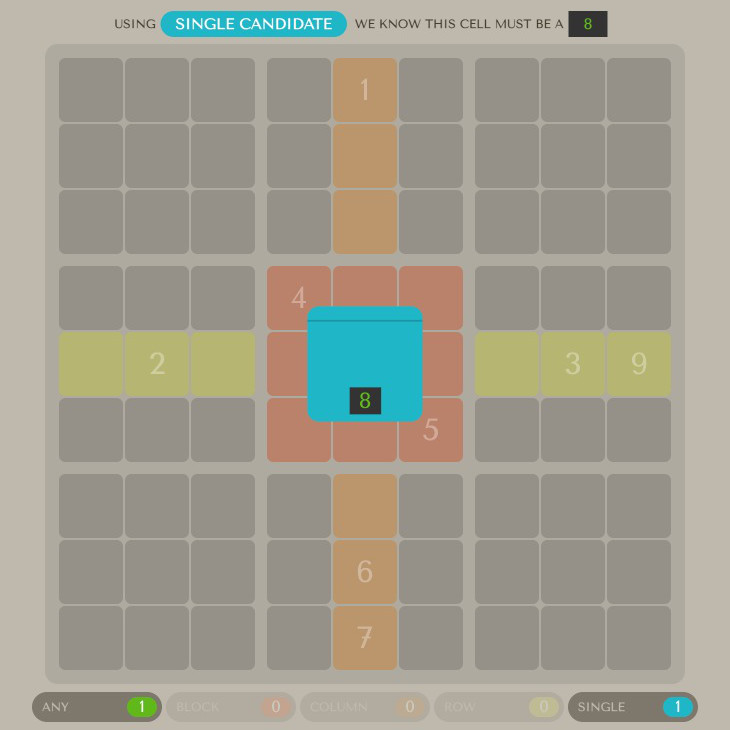 USING SINGLE CANDIDATE WE KNOW THIS CELL MUST BE A 8
1
4
2 3 9
8
5
6
7
ANY 1 BLOCK 0 COLUMN 0 ROW 0 SINGLE 1